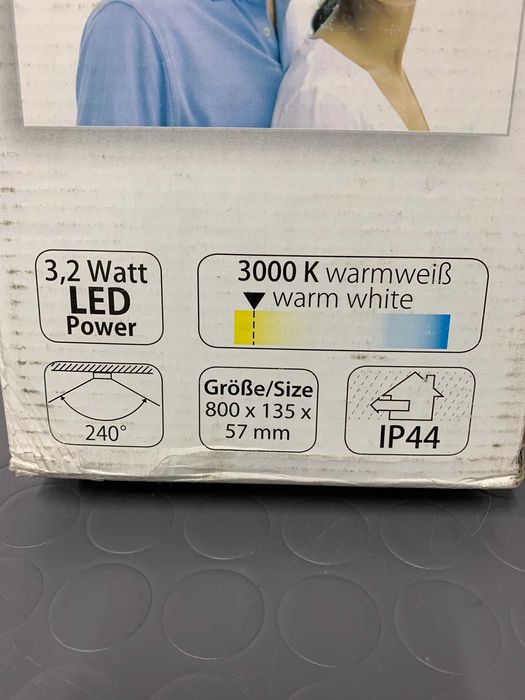 3,2 Watt
LED
Power
3000 K warmweiß
warm white
240°
Größe/Size
800 x 135 x
57 mm
IP44